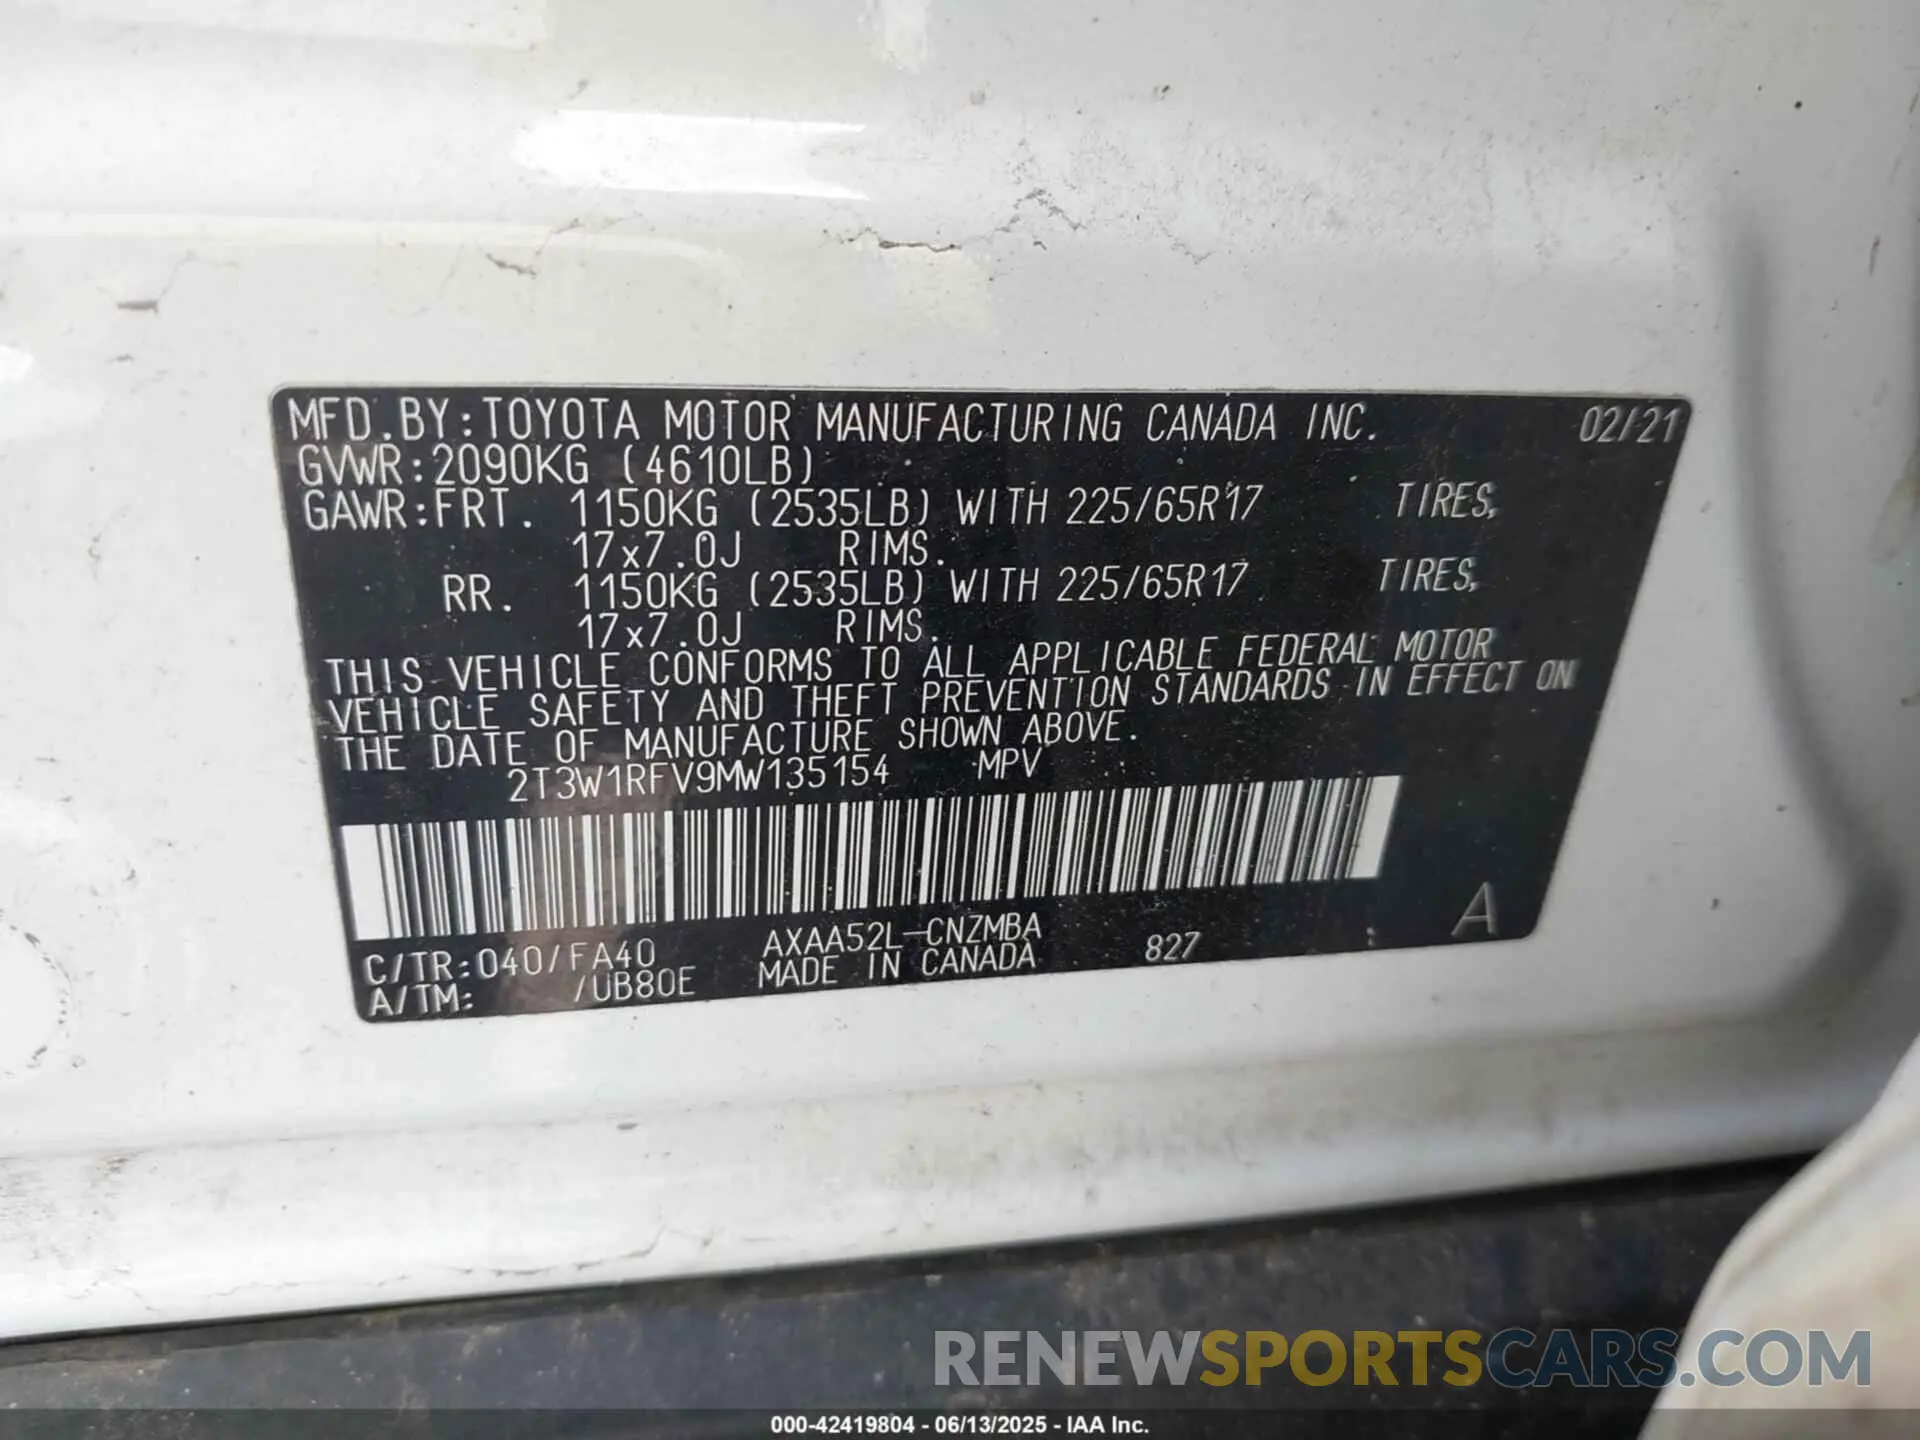 MFD.BY:TOYOTA MOTOR MANUFACTURING CANADA INC. 02/21
GVWR:2090KG (4610LB)
GAWR:FRT. 1150KG (2535LB) WITH 225/65R17 TIRES,
17x7.0J RIMS.
RR. 1150KG (2535LB) WITH 225/65R17 TIRES,
17x7.0J RIMS.
THIS VEHICLE CONFORMS TO ALL APPLICABLE FEDERAL MOTOR
VEHICLE SAFETY AND THEFT PREVENTION STANDARDS IN EFFECT ON
THE DATE OF MANUFACTURE SHOWN ABOVE.
2T3W1RFV9MW135154 MPV
C/TR:040/FA40 AXAA52L-CNZMBA 827 A
A/TM: /UB80E MADE IN CANADA
RENEWSPORTSCARS.COM
000-42419804 - 06/13/2025 - IAA Inc.